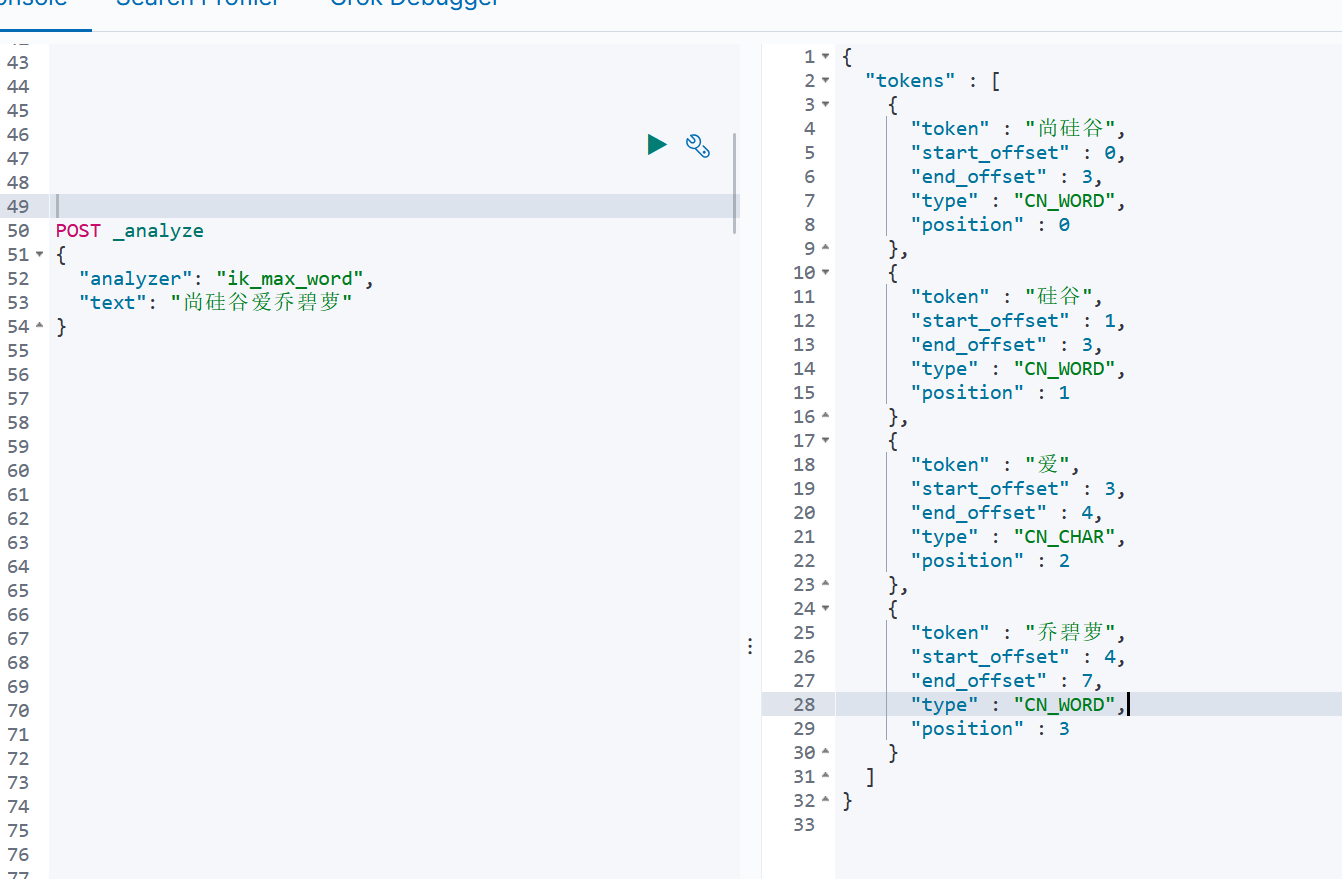 Search Profiler Grok Debugger
43
44
45
46
47
48
49
50 POST _analyze
51 {
52 "analyzer": "ik_max_word",
53 "text": "尚硅谷爱乔碧萝"
54 }
55
56
57
58
59
60
61
62
63
64
65
66
67
68
69
70
71
72
73
74
75
76
77
1 {
2 "tokens" : [
3 {
4 "token" : "尚硅谷",
5 "start_offset" : 0,
6 "end_offset" : 3,
7 "type" : "CN_WORD",
8 "position" : 0
9 },
10 {
11 "token" : "硅谷",
12 "start_offset" : 1,
13 "end_offset" : 3,
14 "type" : "CN_WORD",
15 "position" : 1
16 },
17 {
18 "token" : "爱",
19 "start_offset" : 3,
20 "end_offset" : 4,
21 "type" : "CN_CHAR",
22 "position" : 2
23 },
24 {
25 "token" : "乔碧萝",
26 "start_offset" : 4,
27 "end_offset" : 7,
28 "type" : "CN_WORD",
29 "position" : 3
30 }
31 ]
32 }
33